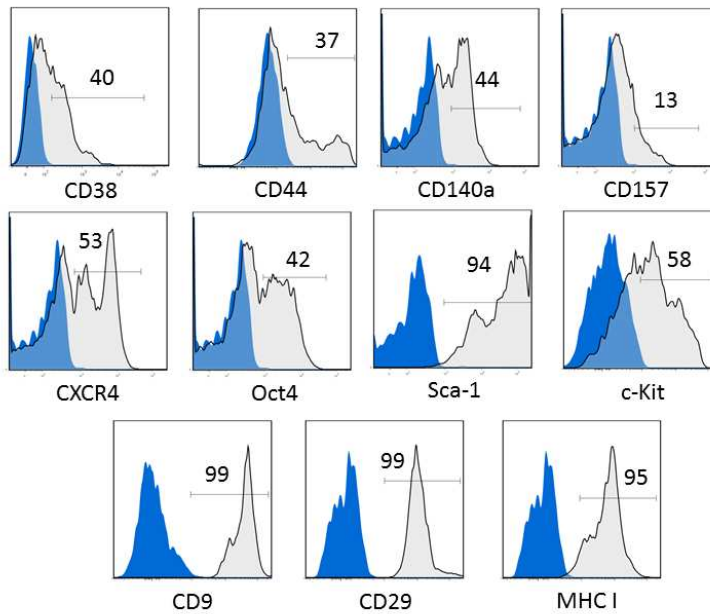 40
37
44
13
CD38
CD44
CD140a
CD157
53
42
94
58
CXCR4
Oct4
Sca-1
c-Kit
99
99
95
CD9
CD29
MHC I